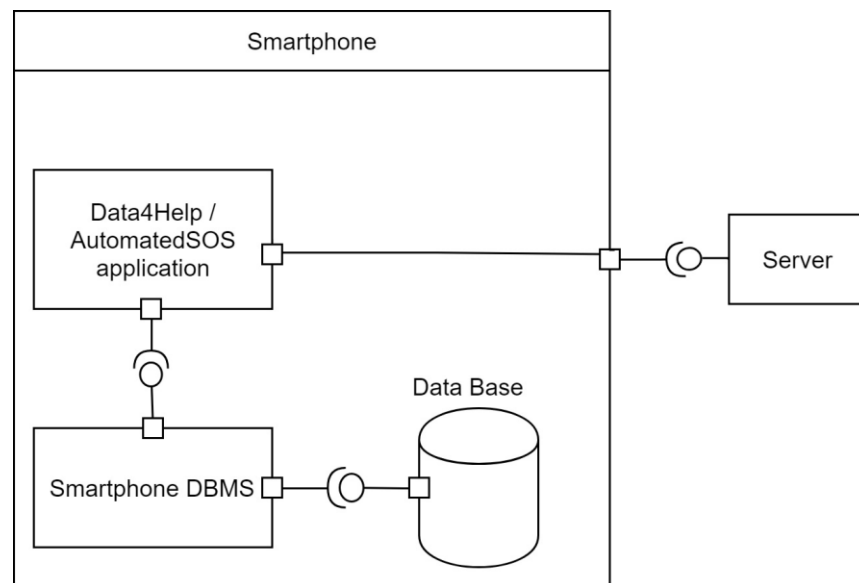 Smartphone
Data4Help /
AutomatedSOS
application
Server
Data Base
Smartphone DBMS